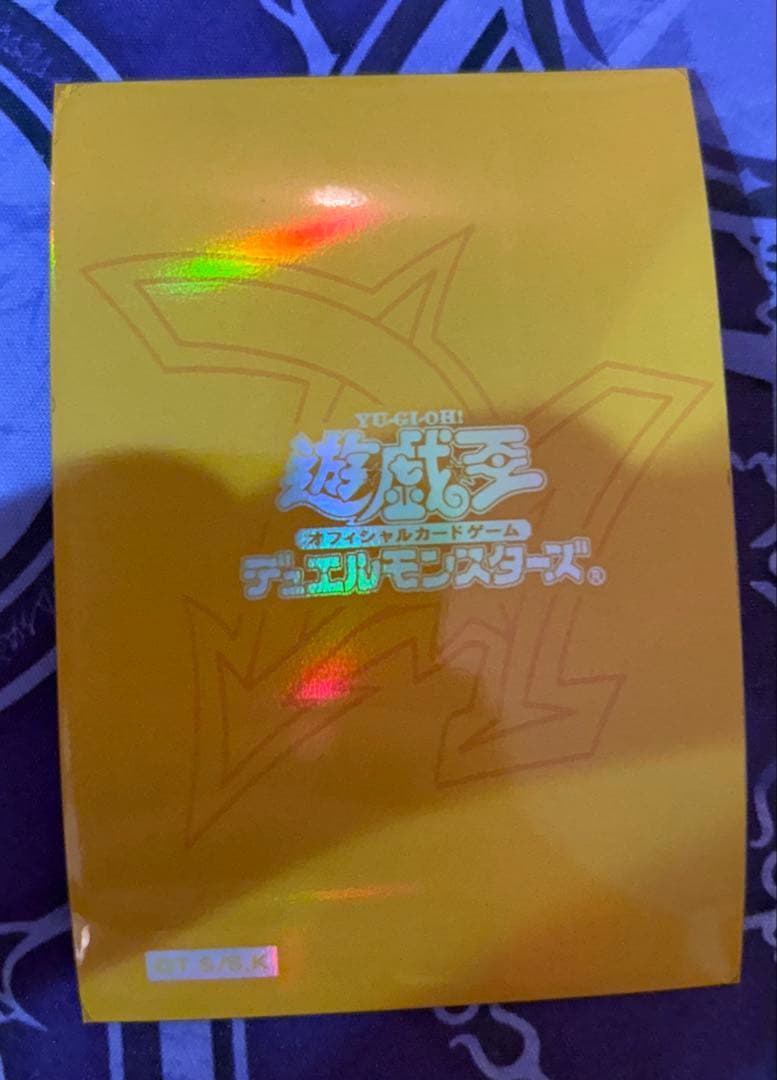 YU-GI-OH!
遊戯王
オフィシャルカードゲーム
デュエルモンスターズ®
©T S/S.K